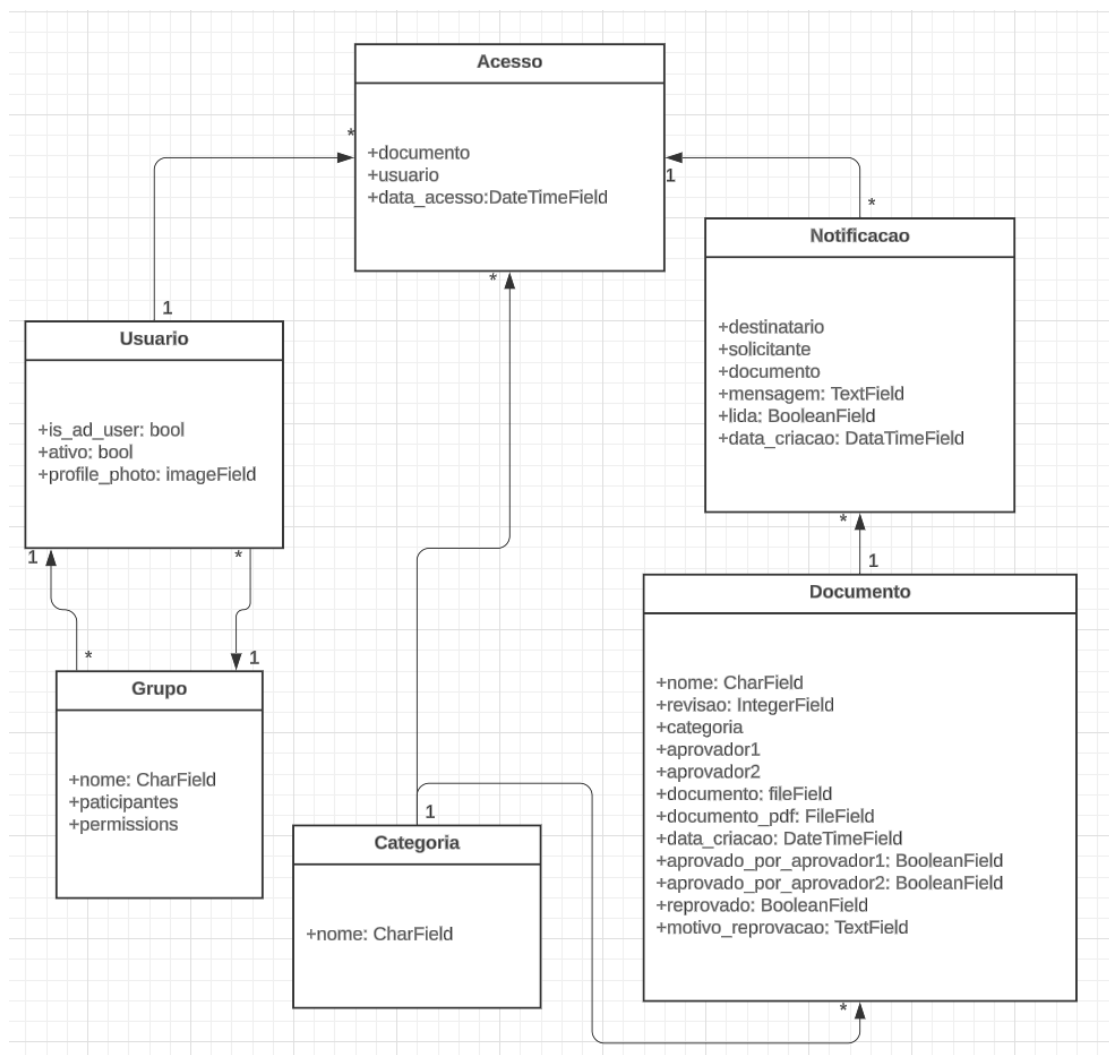 Acesso
+documento
+usuario
+data_acesso:DateTimeField
*
1
*
*
1
Notificacao
+destinatario
+solicitante
+documento
+mensagem: TextField
+lida: BooleanField
+data_criacao: DataTimeField
*
1
Usuario
+is_ad_user: bool
+ativo: bool
+profile_photo: imageField
1
*
*
1
Grupo
+nome: CharField
+paticipantes
+permissions
Documento
+nome: CharField
+revisao: IntegerField
+categoria
+aprovador1
+aprovador2
+documento: fileField
+documento_pdf: FileField
+data_criacao: DateTimeField
+aprovado_por_aprovador1: BooleanField
+aprovado_por_aprovador2: BooleanField
+reprovado: BooleanField
+motivo_reprovacao: TextField
*
1
Categoria
+nome: CharField